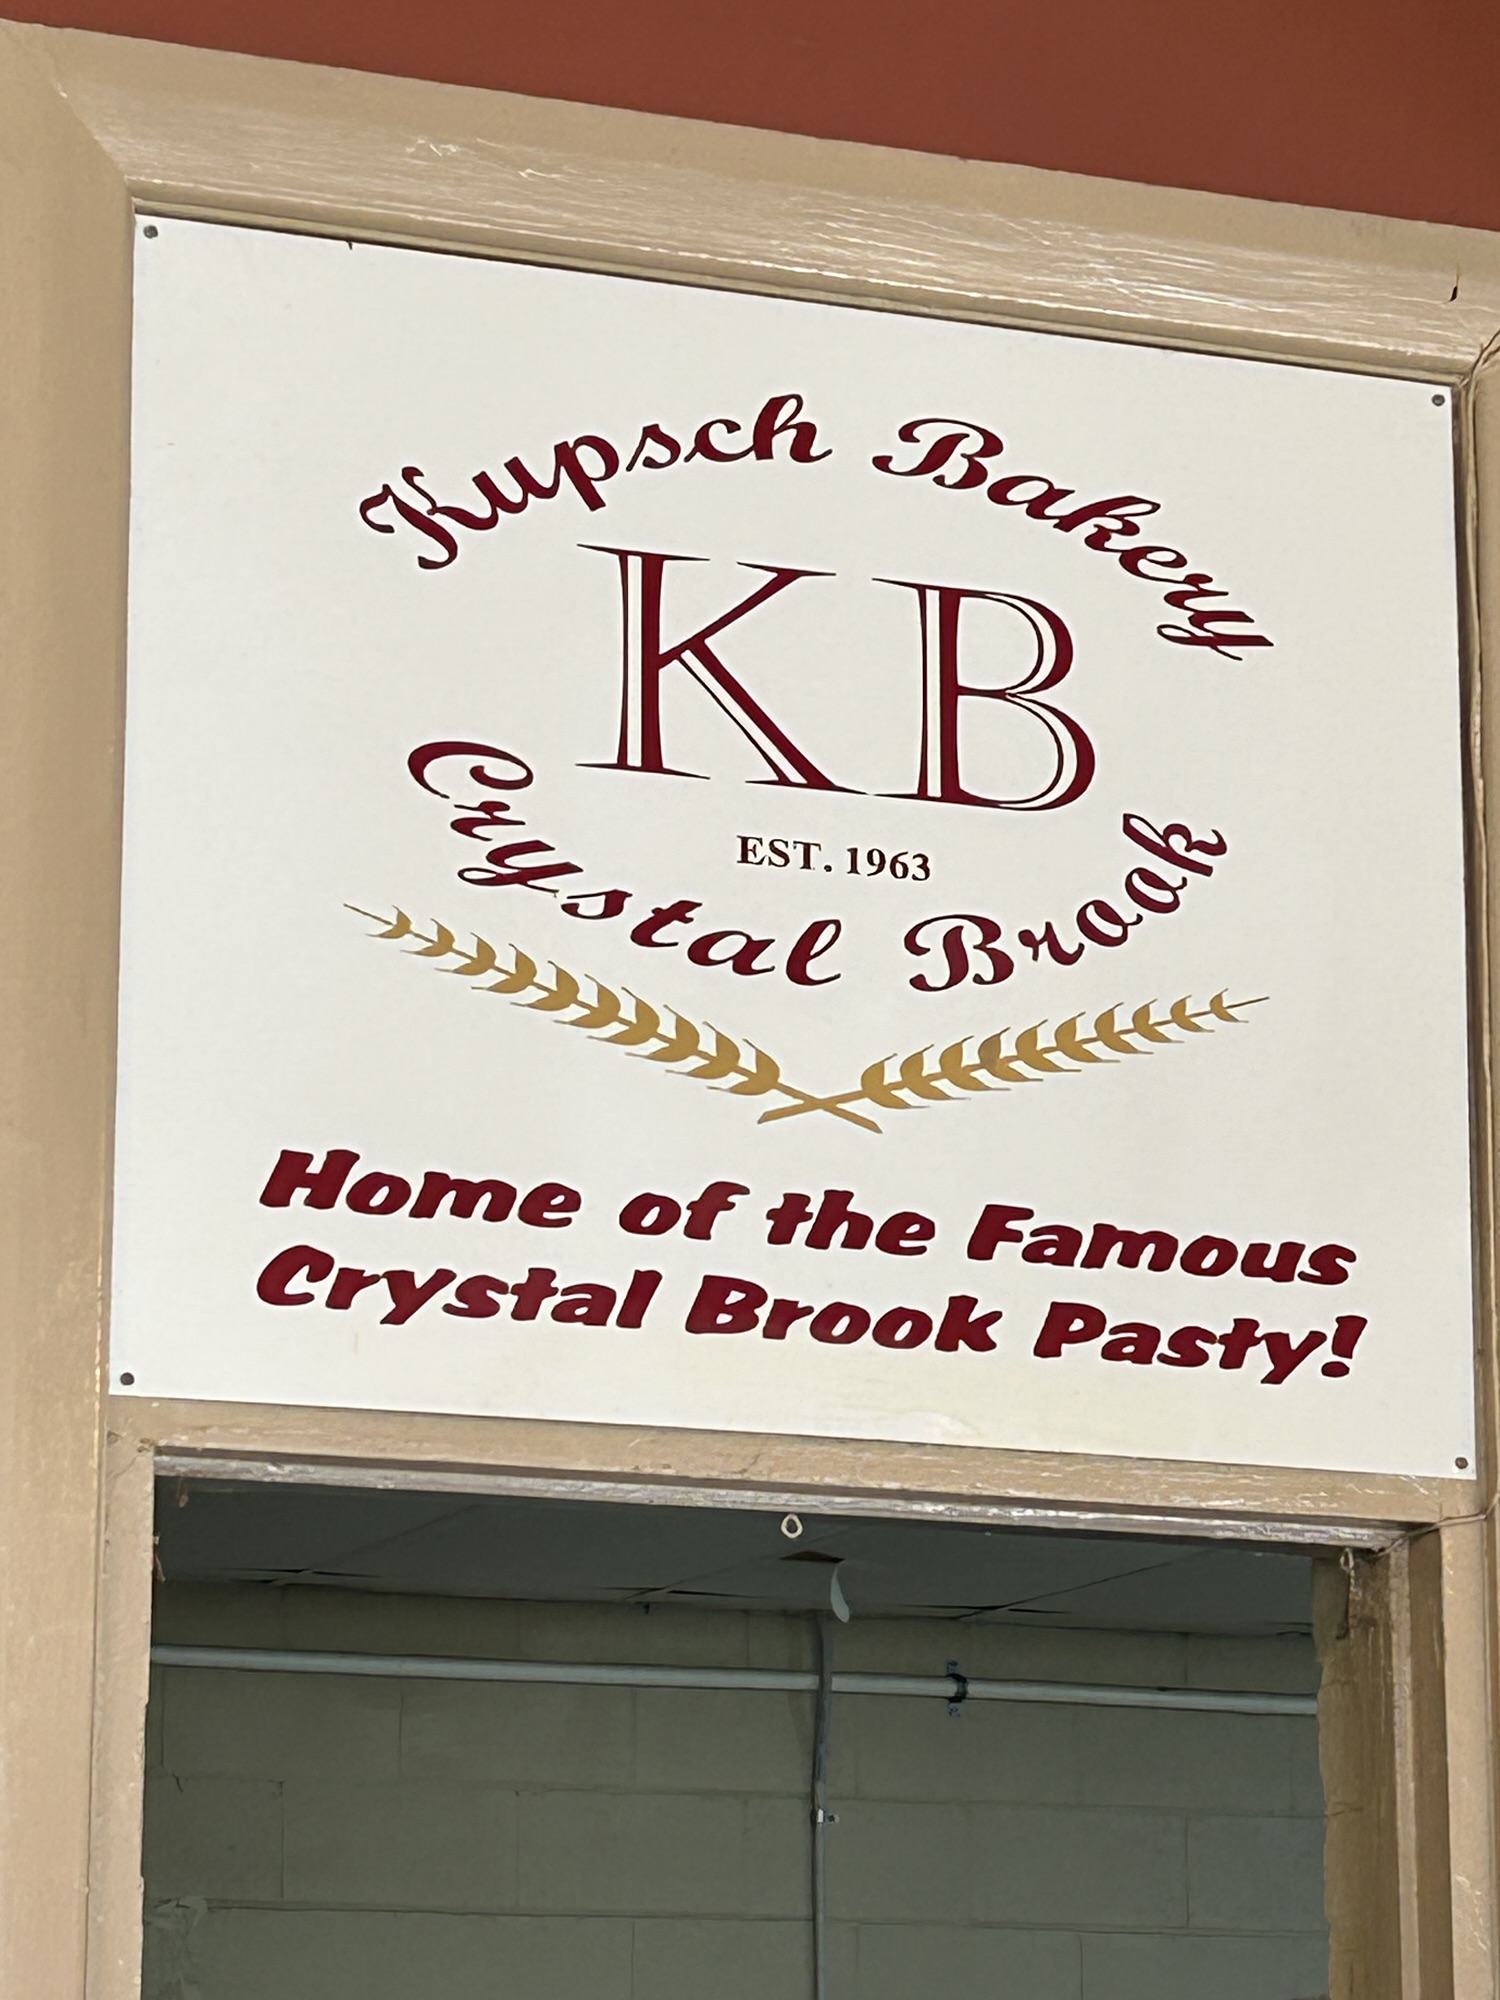 Kupsch Bakery
KB
EST. 1963
Crystal Brook
Home of the Famous
Crystal Brook Pasty!